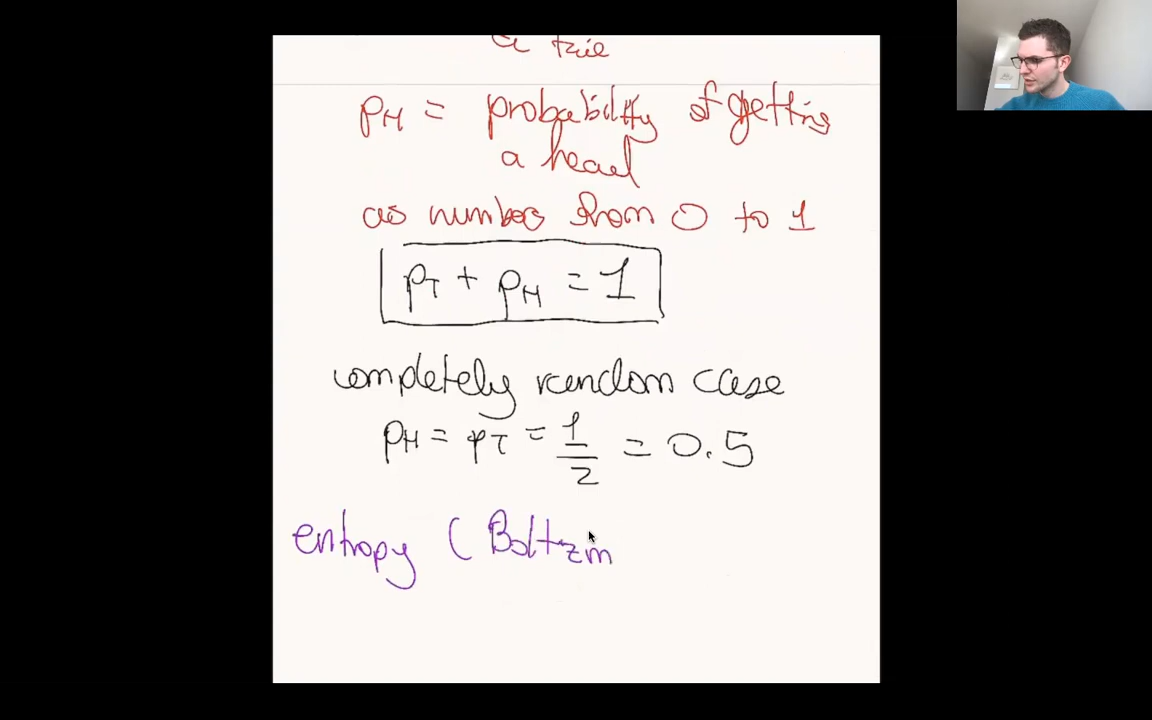 a trie
pH = probability of getting
a head
as numbers from 0 to 1
pT + pH = 1
completely random case
pH = pT = 1/2 = 0.5
entropy ( Boltzm